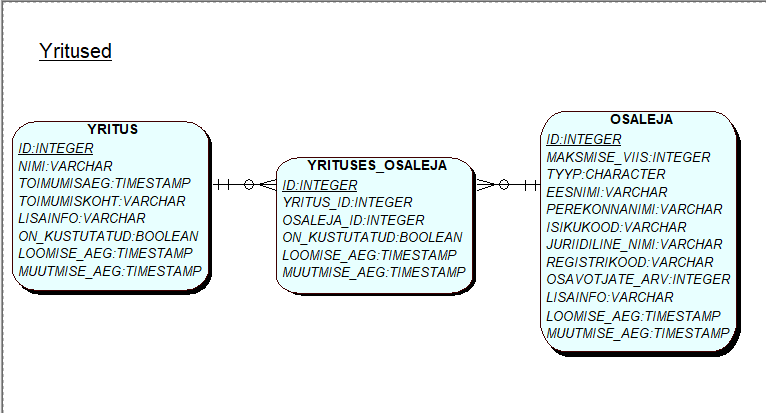 Yritused
YRITUS
ID:INTEGER
NIMI:VARCHAR
TOIMUMISAEG:TIMESTAMP
TOIMUMISKOHT:VARCHAR
LISAINFO:VARCHAR
ON_KUSTUTATUD:BOOLEAN
LOOMISE_AEG:TIMESTAMP
MUUTMISE_AEG:TIMESTAMP
YRITUSES_OSALEJA
ID:INTEGER
YRITUS_ID:INTEGER
OSALEJA_ID:INTEGER
ON_KUSTUTATUD:BOOLEAN
LOOMISE_AEG:TIMESTAMP
MUUTMISE_AEG:TIMESTAMP
OSALEJA
ID:INTEGER
MAKSMISE_VIIS:INTEGER
TYYP:CHARACTER
EESNIMI:VARCHAR
PEREKONNANIMI:VARCHAR
ISIKUKOOD:VARCHAR
JURIIDILINE_NIMI:VARCHAR
REGISTRIKOOD:VARCHAR
OSAVOTJATE_ARV:INTEGER
LISAINFO:VARCHAR
LOOMISE_AEG:TIMESTAMP
MUUTMISE_AEG:TIMESTAMP